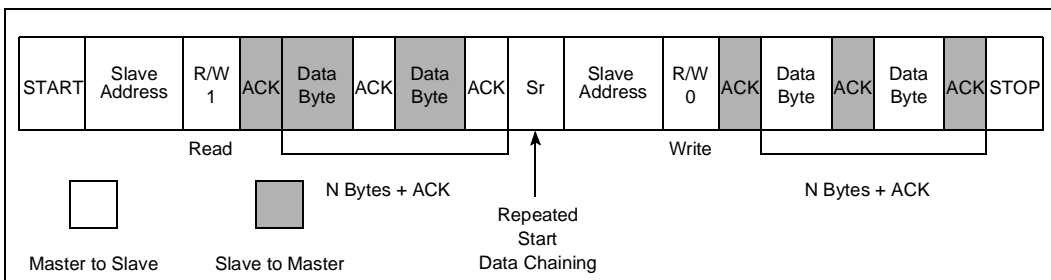 START Slave Address R/W 1 ACK Data Byte ACK Data Byte ACK Sr Slave Address R/W 0 ACK Data Byte ACK Data Byte ACK STOP
Read Write
N Bytes + ACK N Bytes + ACK
Repeated
Start
Data Chaining
Master to Slave Slave to Master